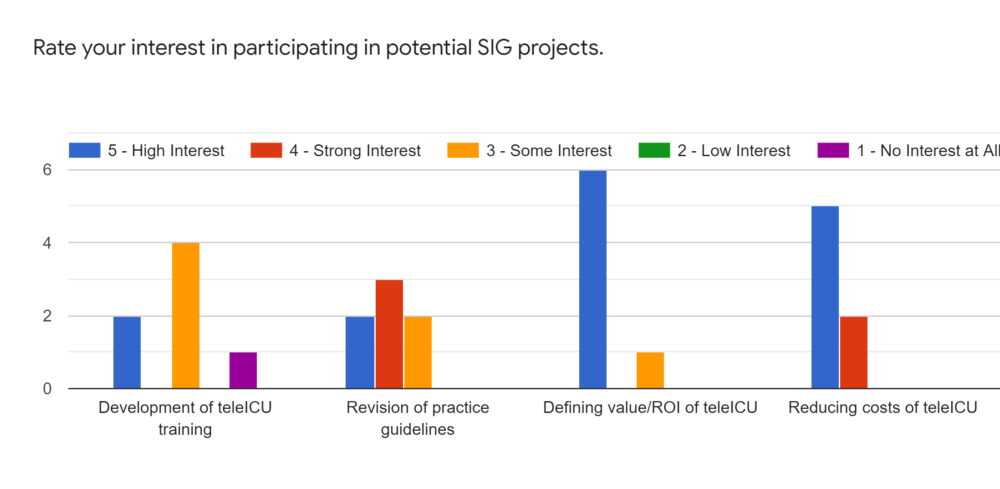 Rate your interest in participating in potential SIG projects.
5 - High Interest 4 - Strong Interest 3 - Some Interest 2 - Low Interest 1 - No Interest at All
6
4
2
0
Development of teleICU training
Revision of practice guidelines
Defining value/ROI of teleICU
Reducing costs of teleICU